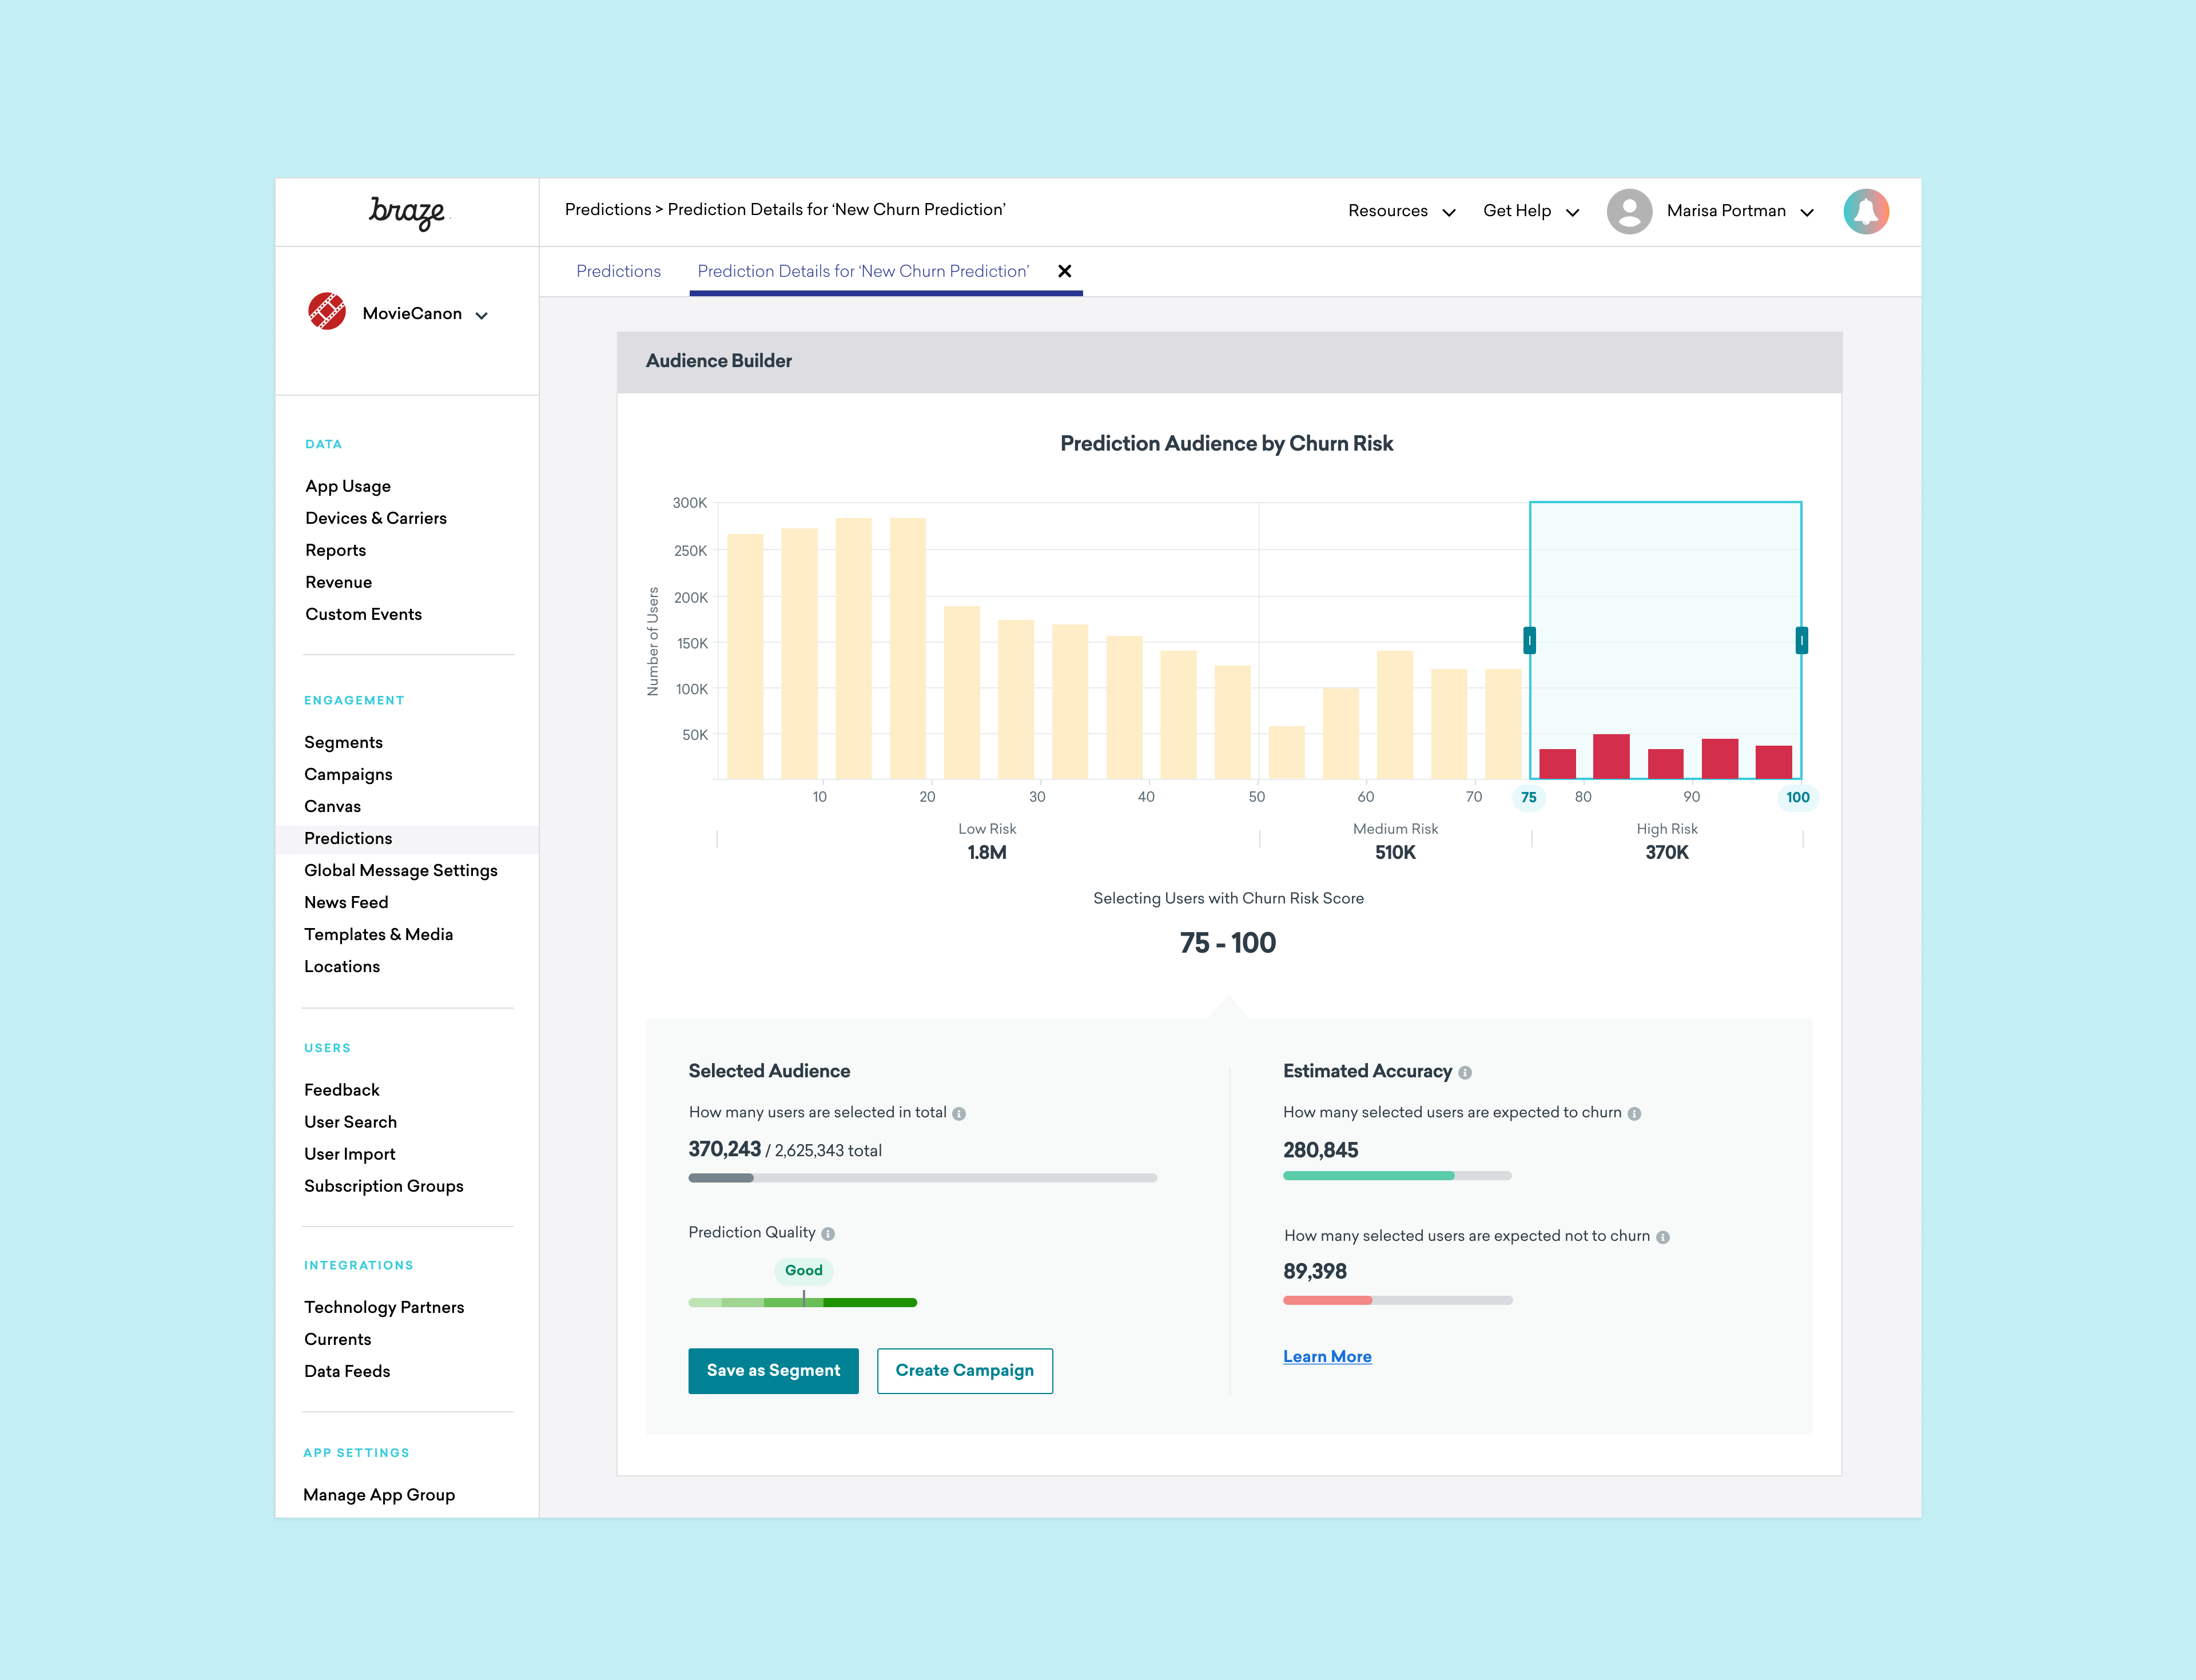 braze
Predictions > Prediction Details for ‘New Churn Prediction’
Resources
Get Help
Marisa Portman
Predictions
Prediction Details for ‘New Churn Prediction’
MovieCanon
DATA
App Usage
Devices & Carriers
Reports
Revenue
Custom Events
ENGAGEMENT
Segments
Campaigns
Canvas
Predictions
Global Message Settings
News Feed
Templates & Media
Locations
USERS
Feedback
User Search
User Import
Subscription Groups
INTEGRATIONS
Technology Partners
Currents
Data Feeds
APP SETTINGS
Manage App Group
Audience Builder
Prediction Audience by Churn Risk
Number of Users
300K
250K
200K
150K
100K
50K
10 20 30 40 50 60 70 75 80 90 100
Low Risk
1.8M
Medium Risk
510K
High Risk
370K
Selecting Users with Churn Risk Score
75 - 100
Selected Audience
How many users are selected in total
370,243 / 2,625,343 total
Prediction Quality
Good
Save as Segment
Create Campaign
Estimated Accuracy
How many selected users are expected to churn
280,845
How many selected users are expected not to churn
89,398
Learn More